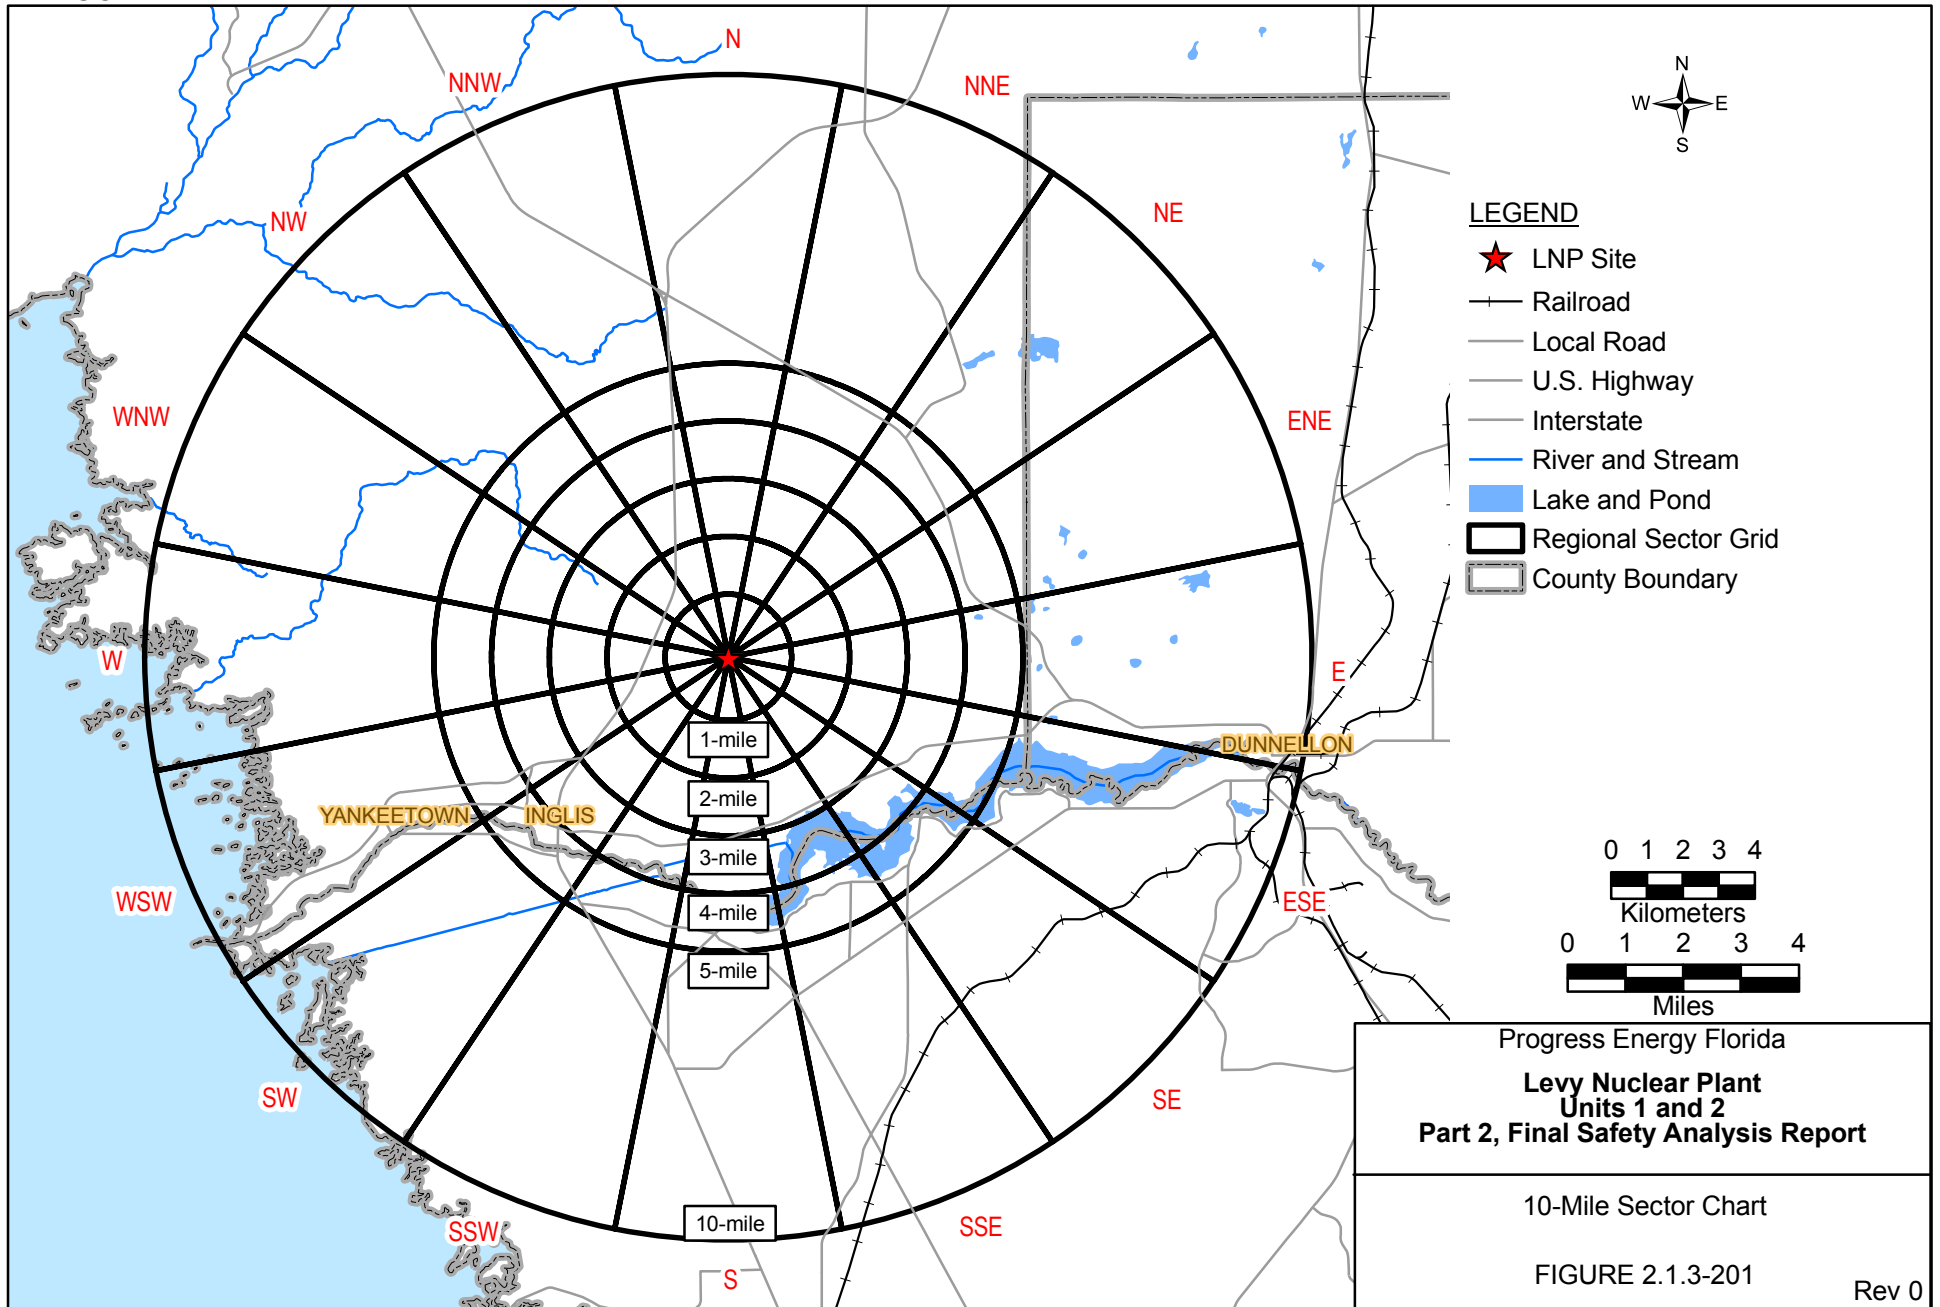 N
NNW
NNE
NW
NE
WNW
ENE
W
E
WSW
ESE
SW
SE
SSW
SSE
S
DUNNELLON
YANKEETOWN
INGLIS
1-mile
2-mile
3-mile
4-mile
5-mile
10-mile
N
W E
S
LEGEND
LNP Site
Railroad
Local Road
U.S. Highway
Interstate
River and Stream
Lake and Pond
Regional Sector Grid
County Boundary
0 1 2 3 4
Kilometers
0 1 2 3 4
Miles
Progress Energy Florida
Levy Nuclear Plant
Units 1 and 2
Part 2, Final Safety Analysis Report
10-Mile Sector Chart
FIGURE 2.1.3-201
Rev 0